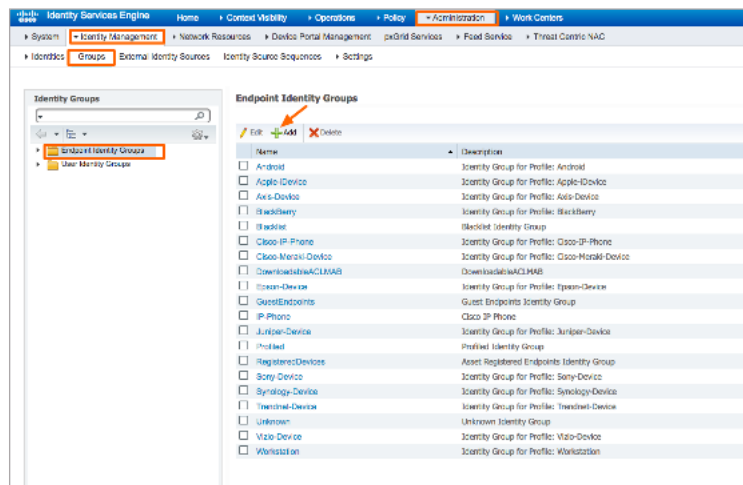 cisco Identity Services Engine Home Context Visibility Operations Policy Administration Work Centers
System Identity Management Network Resources Device Portal Management pxGrid Services Feed Service Threat Centric NAC
Identities Groups External Identity Sources Identity Source Sequences Settings
Identity Groups
Endpoint Identity Groups
User Identity Groups
Endpoint Identity Groups
Edit Add Delete
Name Description
Android Identity Group for Profile: Android
Apple-iDevice Identity Group for Profile: Apple-iDevice
Axis-Device Identity Group for Profile: Axis-Device
BlackBerry Identity Group for Profile: BlackBerry
Blacklist Blacklist Identity Group
Cisco-IP-Phone Identity Group for Profile: Cisco-IP-Phone
Cisco-Meraki-Device Identity Group for Profile: Cisco-Meraki-Device
DownloadableACLMAB DownloadableACLMAB
Epson-Device Identity Group for Profile: Epson-Device
GuestEndpoints Guest Endpoints Identity Group
IP-Phone Cisco IP Phone
Juniper-Device Identity Group for Profile: Juniper-Device
Profiled Profiled Identity Group
RegisteredDevices Asset Registered Endpoints Identity Group
Sony-Device Identity Group for Profile: Sony-Device
Synology-Device Identity Group for Profile: Synology-Device
Trendnet-Device Identity Group for Profile: Trendnet-Device
Unknown Unknown Identity Group
Vizio-Device Identity Group for Profile: Vizio-Device
Workstation Identity Group for Profile: Workstation